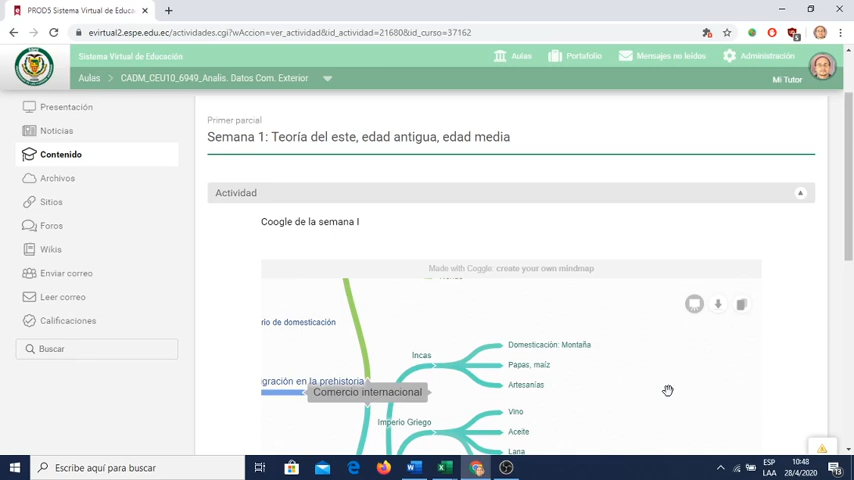 PROD5 Sistema Virtual de Educa
evirtual2.espe.edu.ec/actividades.cgi?wAccion=ver_actividad&id_actividad=21680&id_curso=37162
Sistema Virtual de Educación
Aulas
Portafolio
Mensajes no leídos
Administración
Aulas
CADM_CEU10_6949_Analis. Datos Com. Exterior
Mi Tutor
Presentación
Noticias
Contenido
Archivos
Sitios
Foros
Wikis
Enviar correo
Leer correo
Calificaciones
Buscar
Primer parcial
Semana 1: Teoría del este, edad antigua, edad media
Actividad
Coogle de la semana I
Made with Coggle: create your own mindmap
rio de domesticación
Incas
Domesticación: Montaña
Papas, maíz
Artesanías
egración en la prehistoria
Comercio internacional
Imperio Griego
Vino
Aceite
Lana
Escribe aquí para buscar
ESP
LAA
10:48
28/4/2020